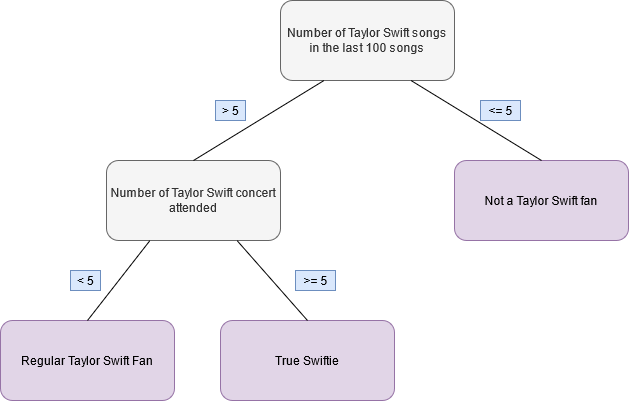 Number of Taylor Swift songs
in the last 100 songs
> 5
<= 5
Number of Taylor Swift concert
attended
Not a Taylor Swift fan
< 5
>= 5
Regular Taylor Swift Fan
True Swiftie